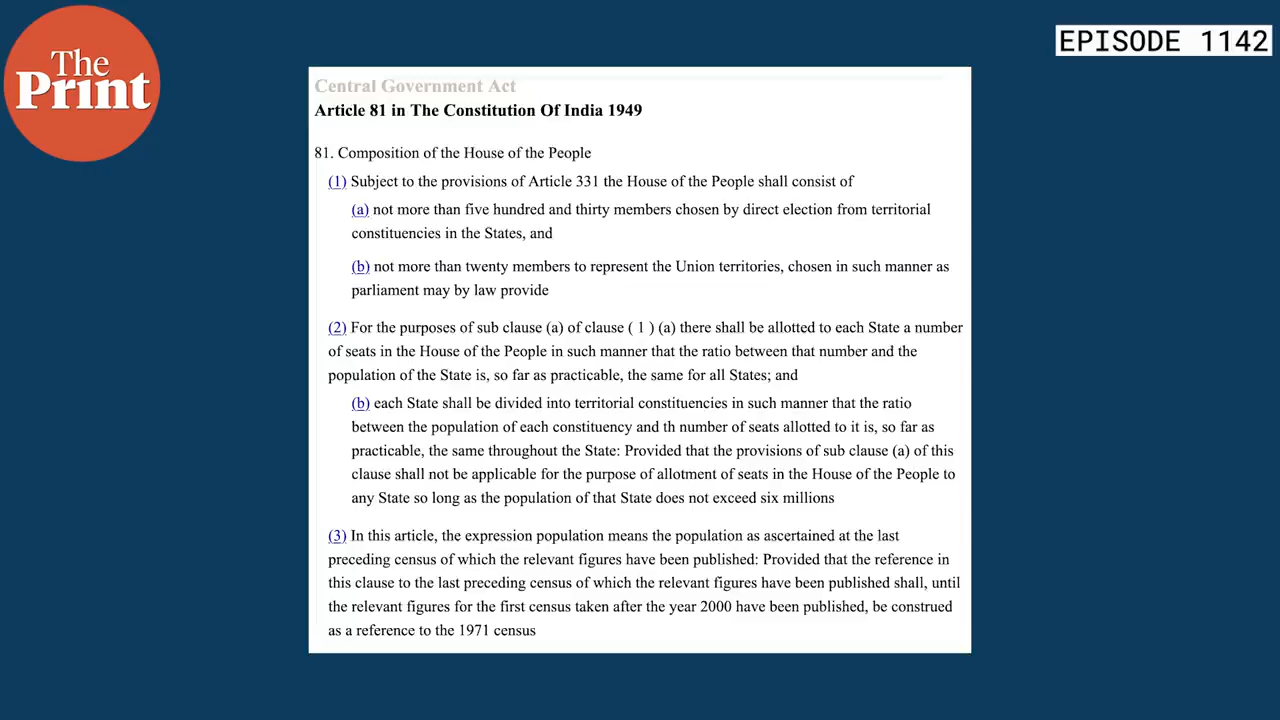 The
Print
EPISODE 1142
Central Government Act
Article 81 in The Constitution Of India 1949
81. Composition of the House of the People
(1) Subject to the provisions of Article 331 the House of the People shall consist of
(a) not more than five hundred and thirty members chosen by direct election from territorial
constituencies in the States, and
(b) not more than twenty members to represent the Union territories, chosen in such manner as
parliament may by law provide
(2) For the purposes of sub clause (a) of clause ( 1 ) (a) there shall be allotted to each State a number
of seats in the House of the People in such manner that the ratio between that number and the
population of the State is, so far as practicable, the same for all States; and
(b) each State shall be divided into territorial constituencies in such manner that the ratio
between the population of each constituency and th number of seats allotted to it is, so far as
practicable, the same throughout the State: Provided that the provisions of sub clause (a) of this
clause shall not be applicable for the purpose of allotment of seats in the House of the People to
any State so long as the population of that State does not exceed six millions
(3) In this article, the expression population means the population as ascertained at the last
preceding census of which the relevant figures have been published: Provided that the reference in
this clause to the last preceding census of which the relevant figures have been published shall, until
the relevant figures for the first census taken after the year 2000 have been published, be construed
as a reference to the 1971 census